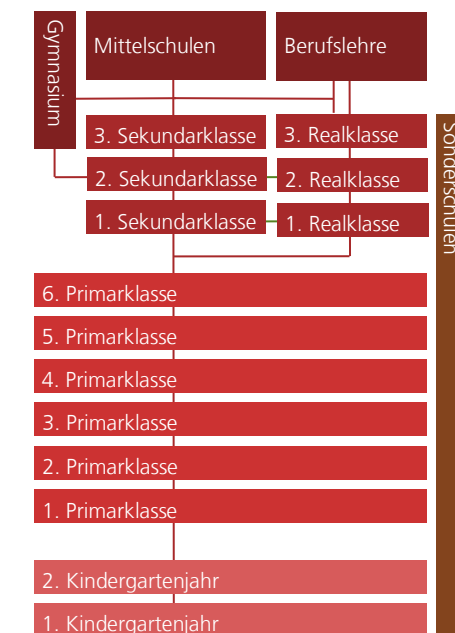 Gymnasium
Mittelschulen
Berufslehre
3. Sekundarklasse
3. Realklasse
2. Sekundarklasse
2. Realklasse
1. Sekundarklasse
1. Realklasse
Sonderschulen
6. Primarklasse
5. Primarklasse
4. Primarklasse
3. Primarklasse
2. Primarklasse
1. Primarklasse
2. Kindergartenjahr
1. Kindergartenjahr